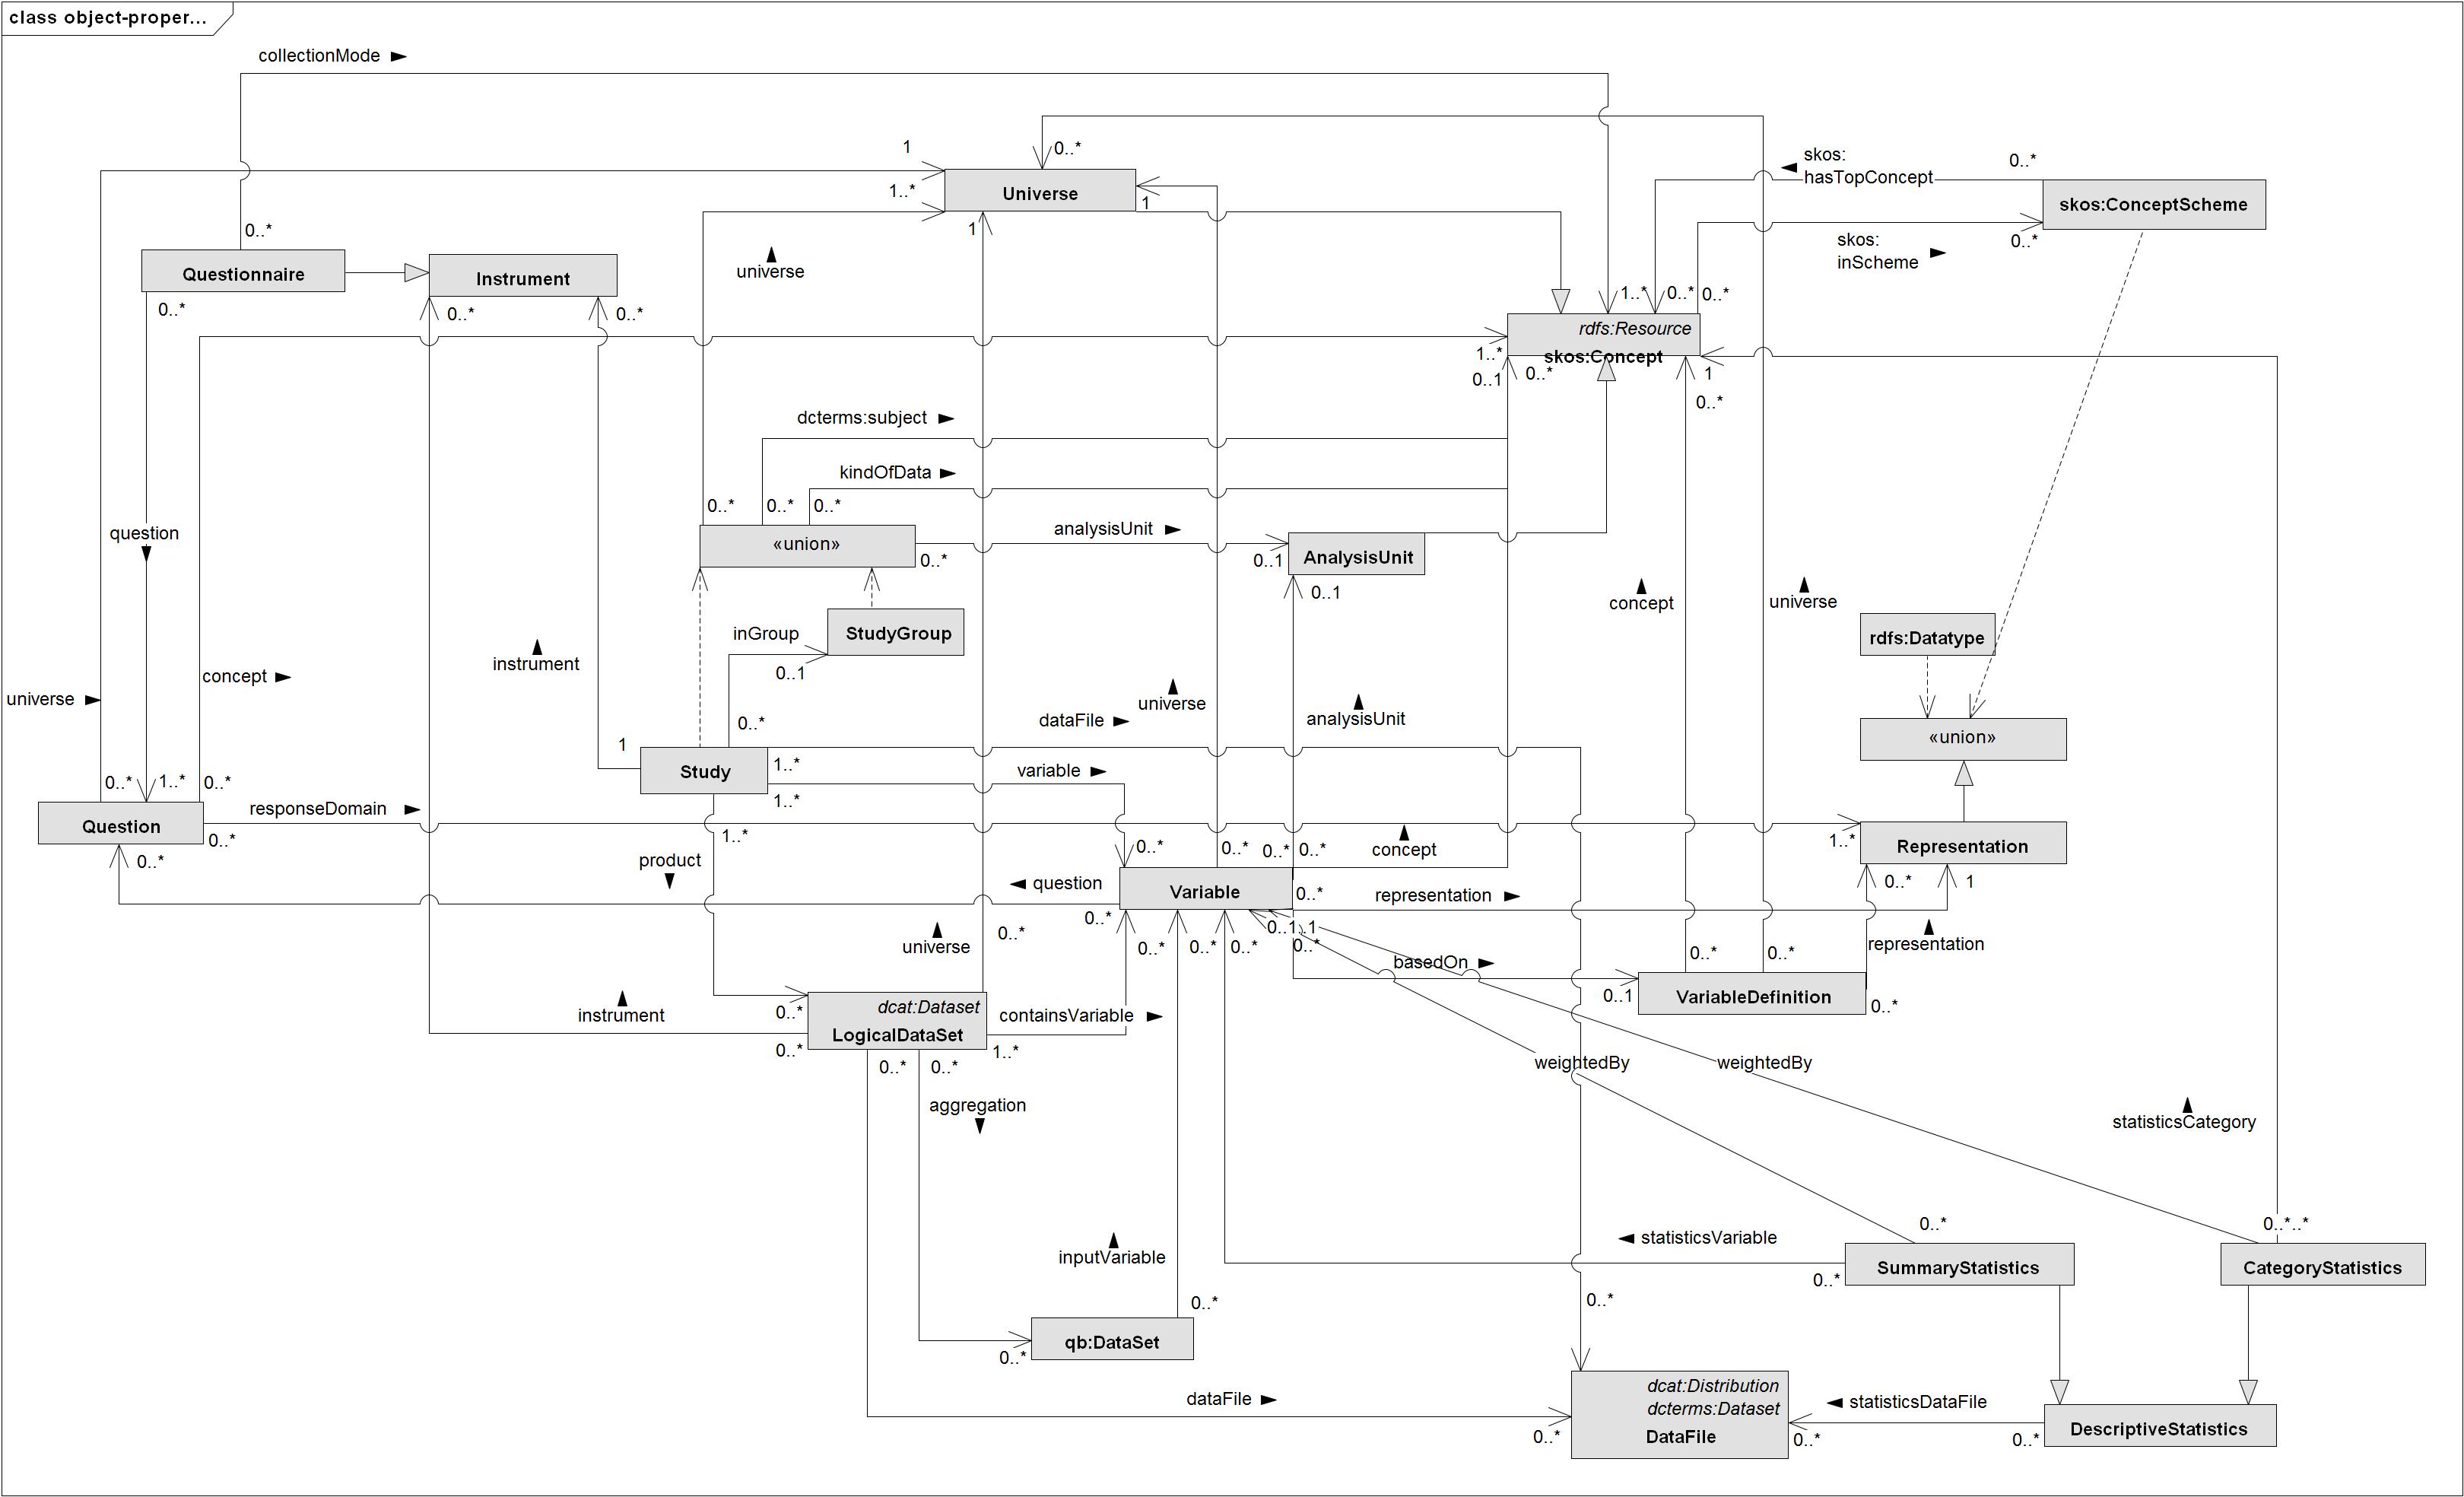 class object-proper...
collectionMode
1
0..*
skos:
hasTopConcept
0..*
1..*
Universe
1
skos:ConceptScheme
0..*
1
skos:
inScheme
0..*
universe
Questionnaire
Instrument
0..*
0..*
0..*
1..*
0..*
0..*
rdfs:Resource
skos:Concept
1..*
0..1
0..*
1
0..*
dcterms:subject
kindOfData
0..*
0..*
0..*
question
«union»
analysisUnit
0..*
0..1
AnalysisUnit
0..1
concept
universe
inGroup
StudyGroup
0..1
rdfs:Datatype
instrument
concept
universe
universe
analysisUnit
dataFile
0..*
«union»
1
Study
1..*
variable
1..*
0..*
1..*
0..*
responseDomain
Question
0..*
1..*
0..*
0..*
0..*
0..*
concept
1..*
Representation
0..*
product
question
Variable
0..*
representation
0..*
1
0..*
universe
0..*
0..*
0..*
0..*
0..1
..1
0..*
representation
0..*
0..*
basedOn
0..1
VariableDefinition
0..*
instrument
0..*
dcat:Dataset
LogicalDataSet
containsVariable
0..*
1..*
0..*
0..*
weightedBy
weightedBy
aggregation
statisticsCategory
0..*
0..*..*
inputVariable
statisticsVariable
SummaryStatistics
CategoryStatistics
0..*
0..*
0..*
qb:DataSet
0..*
dataFile
dcat:Distribution
dcterms:Dataset
DataFile
0..*
statisticsDataFile
0..*
0..*
DescriptiveStatistics